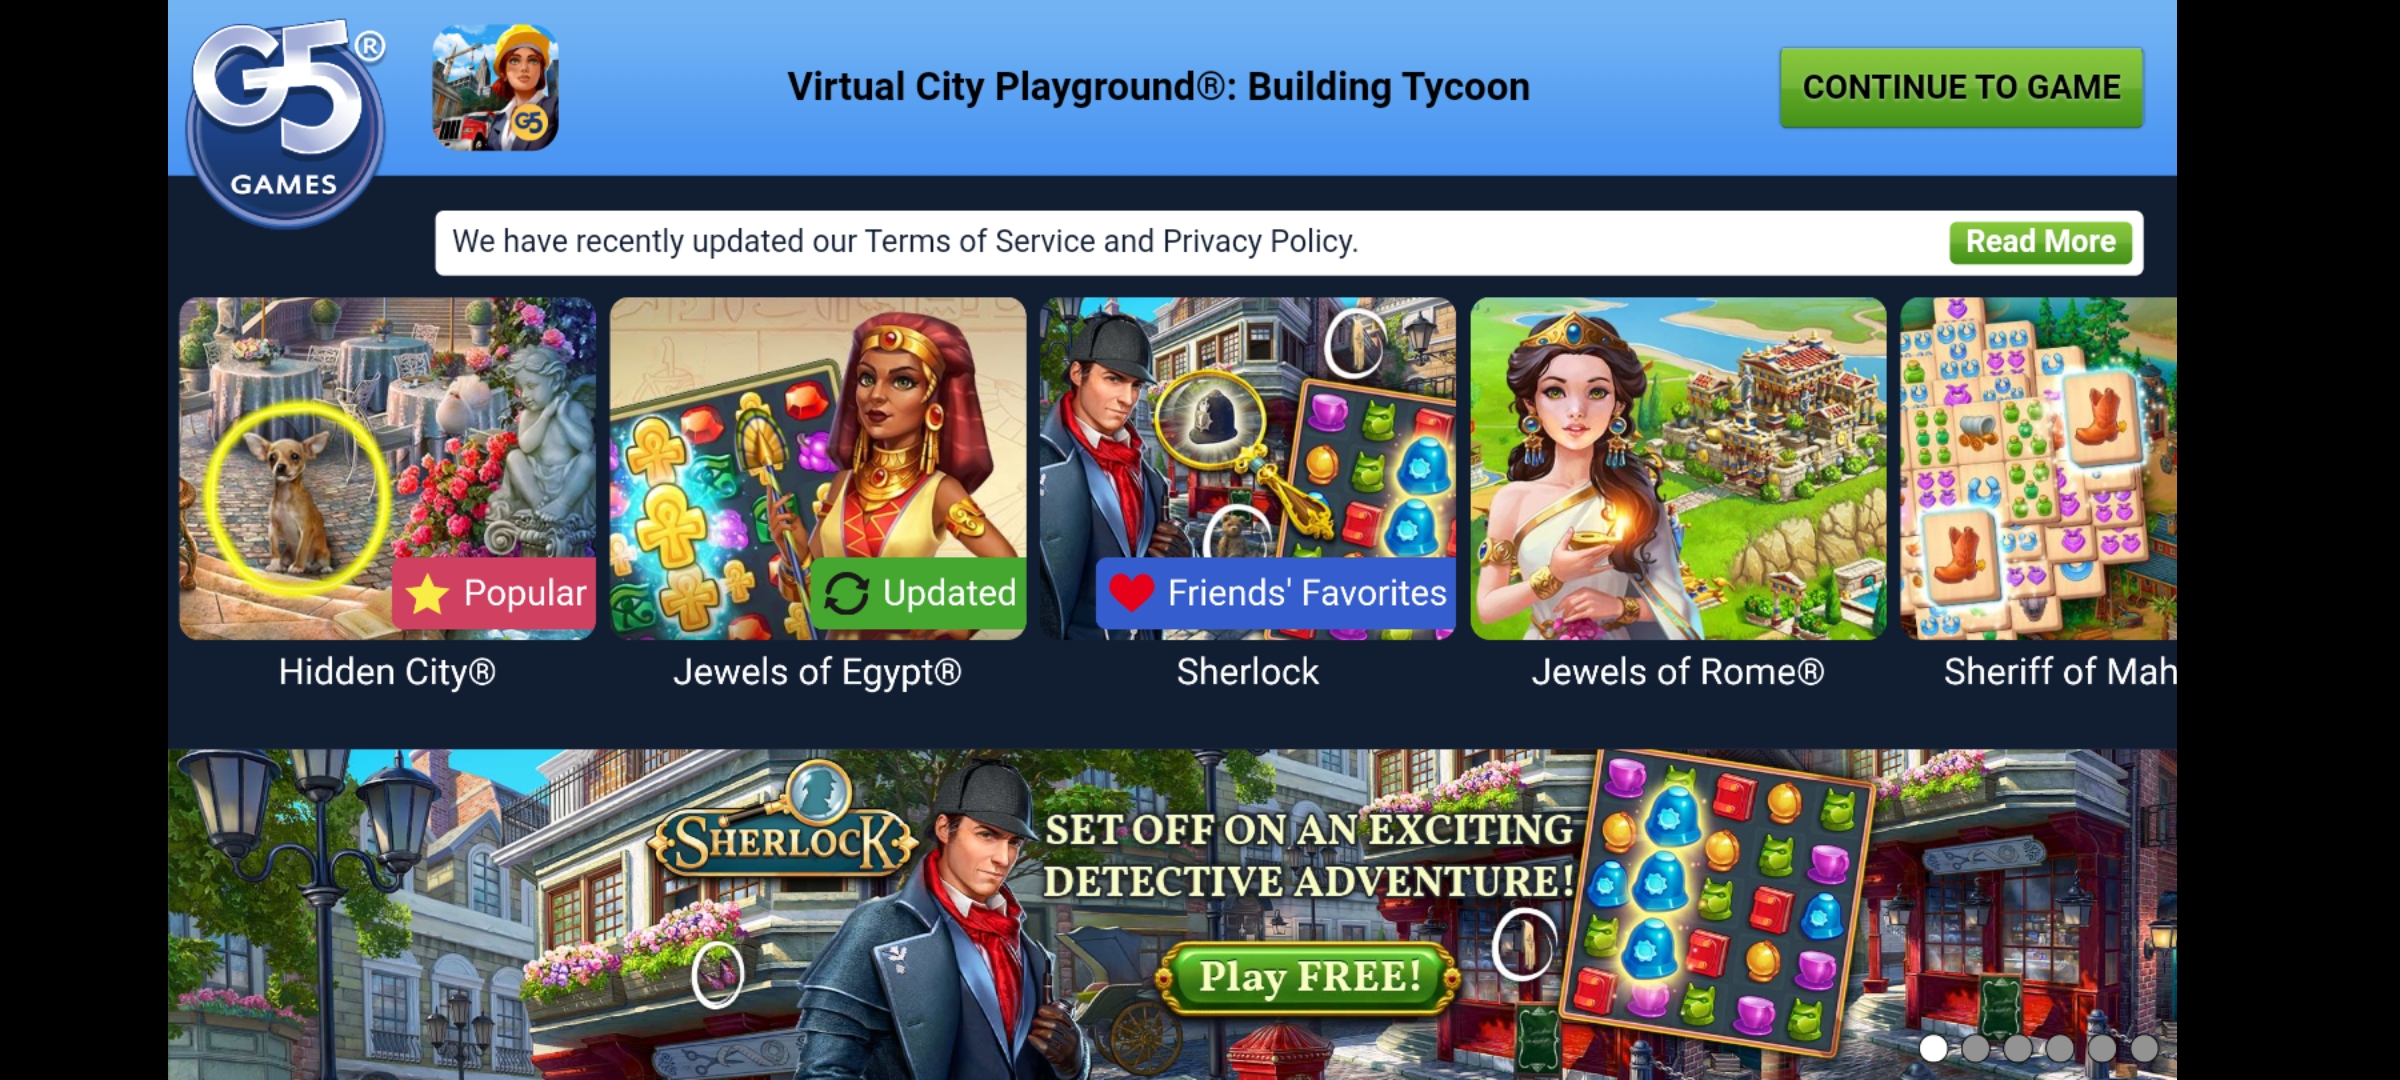 G5®
GAMES
G5
Virtual City Playground®: Building Tycoon
CONTINUE TO GAME
We have recently updated our Terms of Service and Privacy Policy.
Read More
Popular
Updated
Friends' Favorites
Hidden City®
Jewels of Egypt®
Sherlock
Jewels of Rome®
Sheriff of Mah
SHERLOCK
SET OFF ON AN EXCITING
DETECTIVE ADVENTURE!
Play FREE!